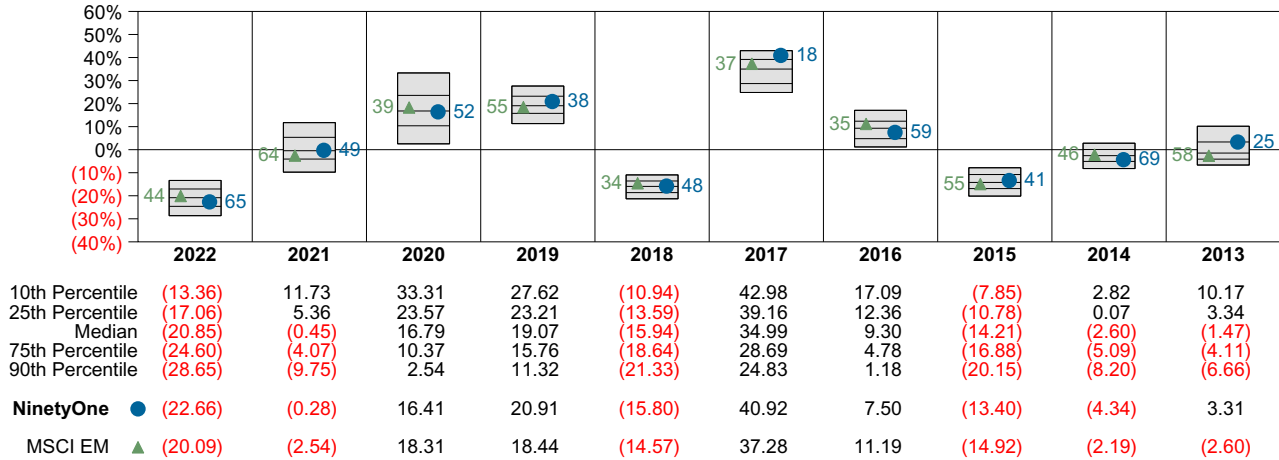 60%
50%
40%
30%
20%
10%
0%
(10%)
(20%)
(30%)
(40%)
44 65
64 49
39 52
55 38
34 48
37 18
35 59
55 41
46 69
58 25
2022 2021 2020 2019 2018 2017 2016 2015 2014 2013
10th Percentile (13.36) 11.73 33.31 27.62 (10.94) 42.98 17.09 (7.85) 2.82 10.17
25th Percentile (17.06) 5.36 23.57 23.21 (13.59) 39.16 12.36 (10.78) 0.07 3.34
Median (20.85) (0.45) 16.79 19.07 (15.94) 34.99 9.30 (14.21) (2.60) (1.47)
75th Percentile (24.60) (4.07) 10.37 15.76 (18.64) 28.69 4.78 (16.88) (5.09) (4.11)
90th Percentile (28.65) (9.75) 2.54 11.32 (21.33) 24.83 1.18 (20.15) (8.20) (6.66)
NinetyOne (22.66) (0.28) 16.41 20.91 (15.80) 40.92 7.50 (13.40) (4.34) 3.31
MSCI EM (20.09) (2.54) 18.31 18.44 (14.57) 37.28 11.19 (14.92) (2.19) (2.60)